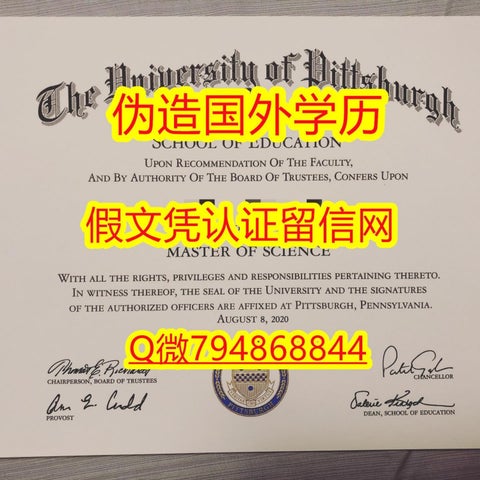 The University of Pittsburgh
伪造国外学历
SCHOOL OF EDUCATION
UPON RECOMMENDATION OF THE FACULTY,
AND BY AUTHORITY OF THE BOARD OF TRUSTEES, CONFERS UPON
假文凭认证留信网
MASTER OF SCIENCE
WITH ALL THE RIGHTS, PRIVILEGES AND RESPONSIBILITIES PERTAINING THERETO.
IN WITNESS THEREOF, THE SEAL OF THE UNIVERSITY AND THE SIGNATURES
OF THE AUTHORIZED OFFICERS ARE AFFIXED AT PITTSBURGH, PENNSYLVANIA.
AUGUST 8, 2020
Q微794868844
CHAIRPERSON, BOARD OF TRUSTEES
CHANCELLOR
PROVOST
DEAN, SCHOOL OF EDUCATION
PITTSBURGH